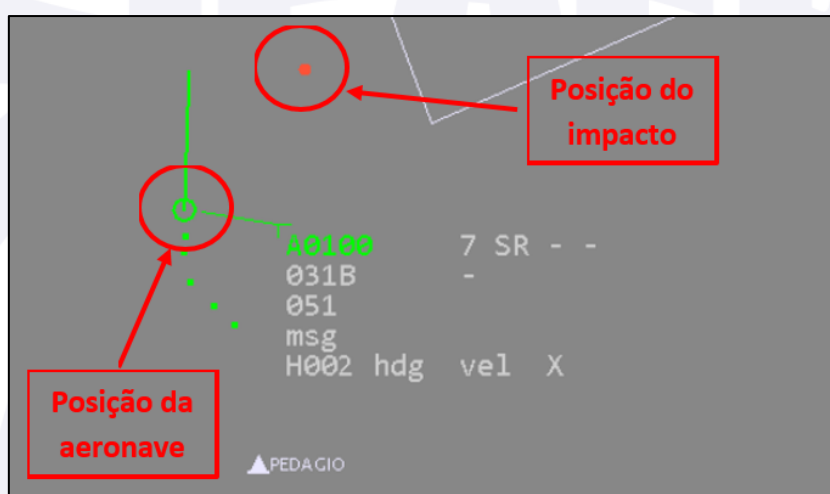 Posição do
impacto
A0100 7 SR - -
031B -
051
msg
H002 hdg vel X
Posição da
aeronave
PEDAGIO